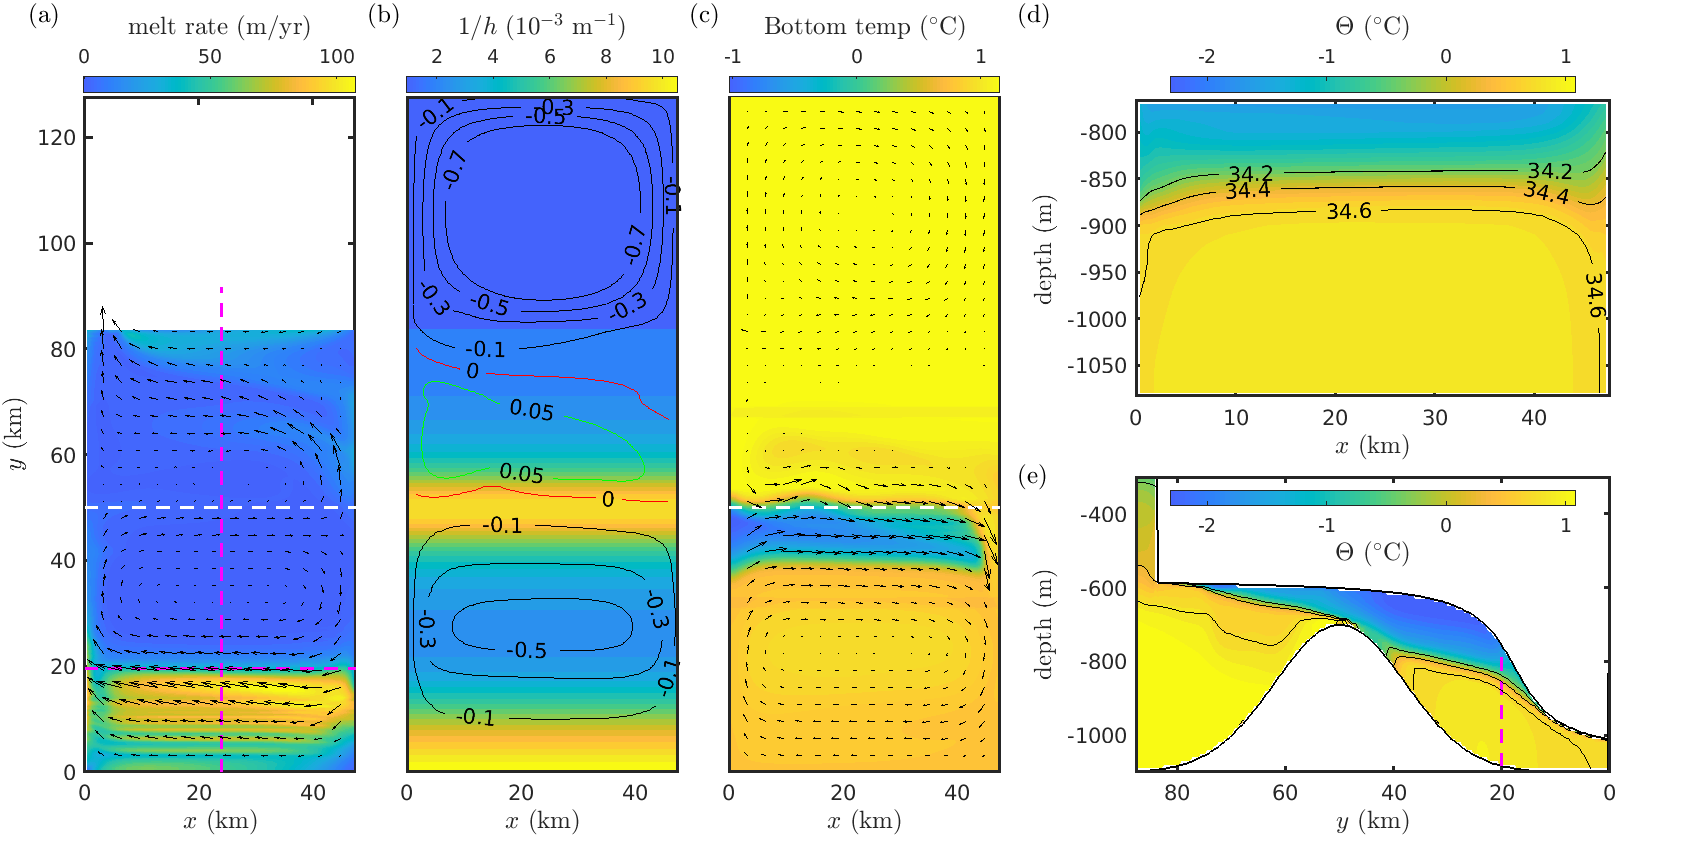 (a)
melt rate (m/yr)
0 50 100
120
100
80
60
40
20
0
y (km)
0 20 40
x (km)
(b)
1/h (10⁻³ m⁻¹)
2 4 6 8 10
-0.1
-0.3
-0.5
-0.7
-0.1
-0.7
-0.3
-0.5
-0.3
-0.1
0
0.05
0.05
0
-0.1
-0.3
-0.3
-0.5
-0.1
-0.1
0 20 40
x (km)
(c)
Bottom temp (°C)
-1 0 1
0 20 40
x (km)
(d)
Θ (°C)
-2 -1 0 1
-800
-850
-900
-950
-1000
-1050
depth (m)
34.2 34.2
34.4 34.4
34.6
34.6
0 10 20 30 40
x (km)
(e)
-2 -1 0 1
Θ (°C)
-400
-600
-800
-1000
depth (m)
80 60 40 20 0
y (km)